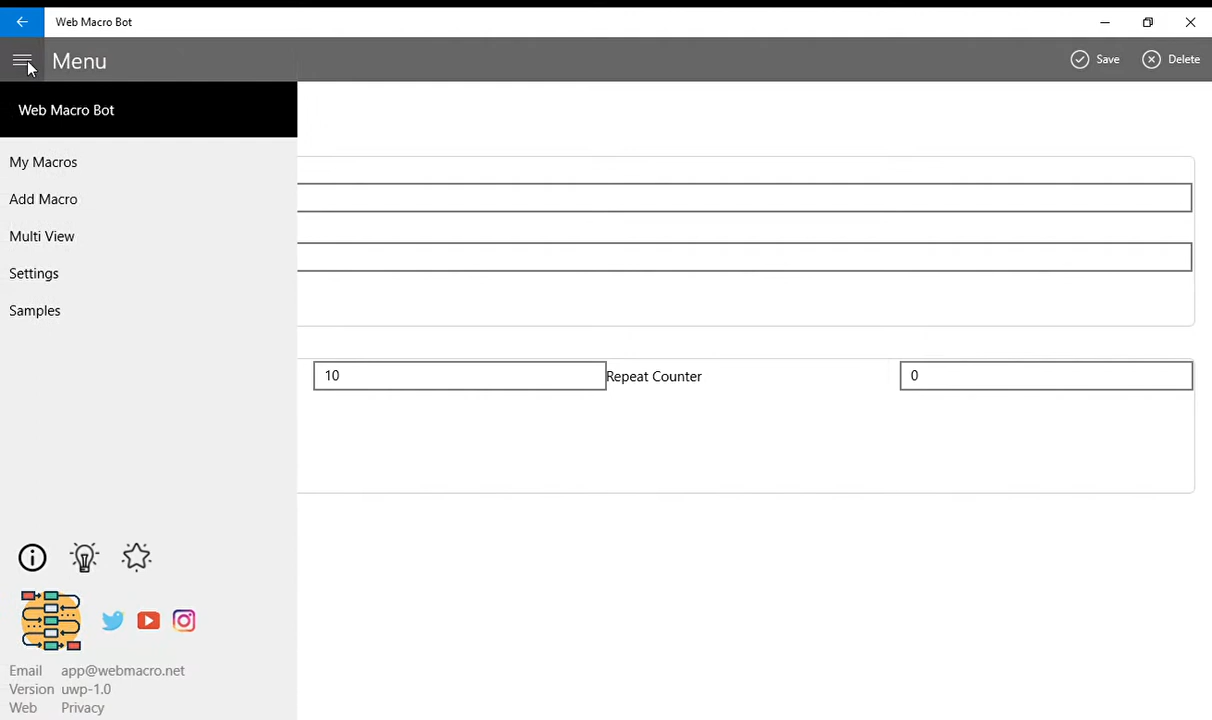 Web Macro Bot
Menu
Save
Delete
Web Macro Bot
My Macros
Add Macro
Multi View
Settings
Samples
10
Repeat Counter
0
Email app@webmacro.net
Version uwp-1.0
Web Privacy